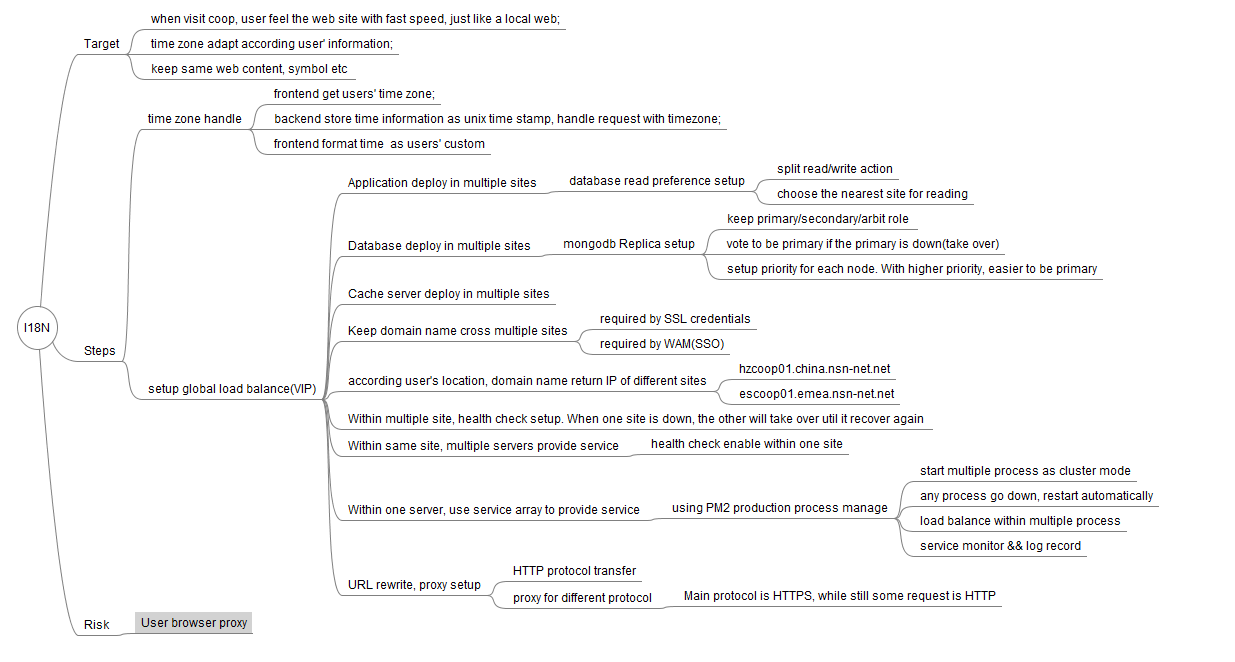 I18N
Target
when visit coop, user feel the web site with fast speed, just like a local web;
time zone adapt according user' information;
keep same web content, symbol etc
Steps
time zone handle
frontend get users' time zone;
backend store time information as unix time stamp, handle request with timezone;
frontend format time  as users' custom
setup global load balance(VIP)
Application deploy in multiple sites
database read preference setup
split read/write action
choose the nearest site for reading
Database deploy in multiple sites
mongodb Replica setup
keep primary/secondary/arbit role
vote to be primary if the primary is down(take over)
setup priority for each node. With higher priority, easier to be primary
Cache server deploy in multiple sites
Keep domain name cross multiple sites
required by SSL credentials
required by WAM(SSO)
according user's location, domain name return IP of different sites
hzcoop01.china.nsn-net.net
escoop01.emea.nsn-net.net
Within multiple site, health check setup. When one site is down, the other will take over util it recover again
Within same site, multiple servers provide service
health check enable within one site
Within one server, use service array to provide service
using PM2 production process manage
start multiple process as cluster mode
any process go down, restart automatically
load balance within multiple process
service monitor && log record
URL rewrite, proxy setup
HTTP protocol transfer
proxy for different protocol
Main protocol is HTTPS, while still some request is HTTP
Risk
User browser proxy